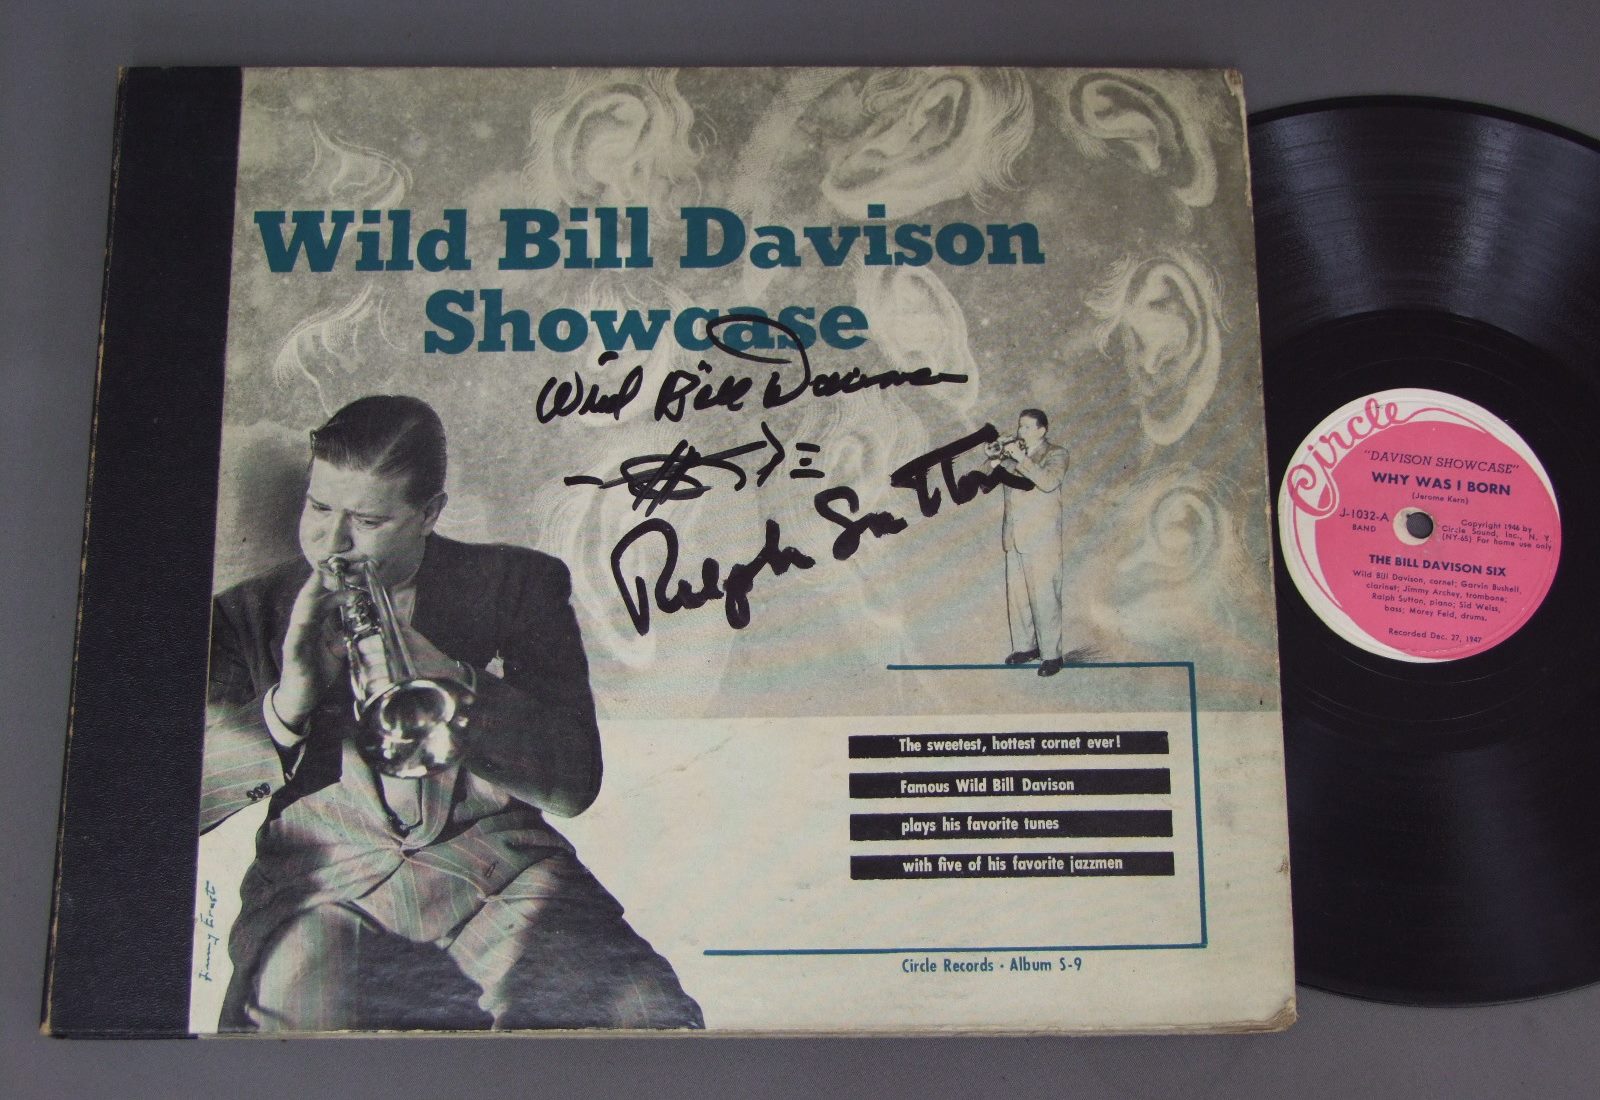 Wild Bill Davison
Showcase
Wild Bill Davison
Ralph Sutton
The sweetest, hottest cornet ever!
Famous Wild Bill Davison
plays his favorite tunes
with five of his favorite jazzmen
Circle Records · Album S-9
Jimmy Ernst
Circle
"DAVISON SHOWCASE"
WHY WAS I BORN
(Jerome Kern)
J-1032-A
BAND
Copyright 1946 by
Circle Sound, Inc., N. Y.
(NY-65) For home use only
THE BILL DAVISON SIX
Wild Bill Davison, cornet; Garvin Bushell,
clarinet; Jimmy Archey, trombone;
Ralph Sutton, piano; Sid Weiss,
bass; Morey Feld, drums.
Recorded Dec. 27, 1947